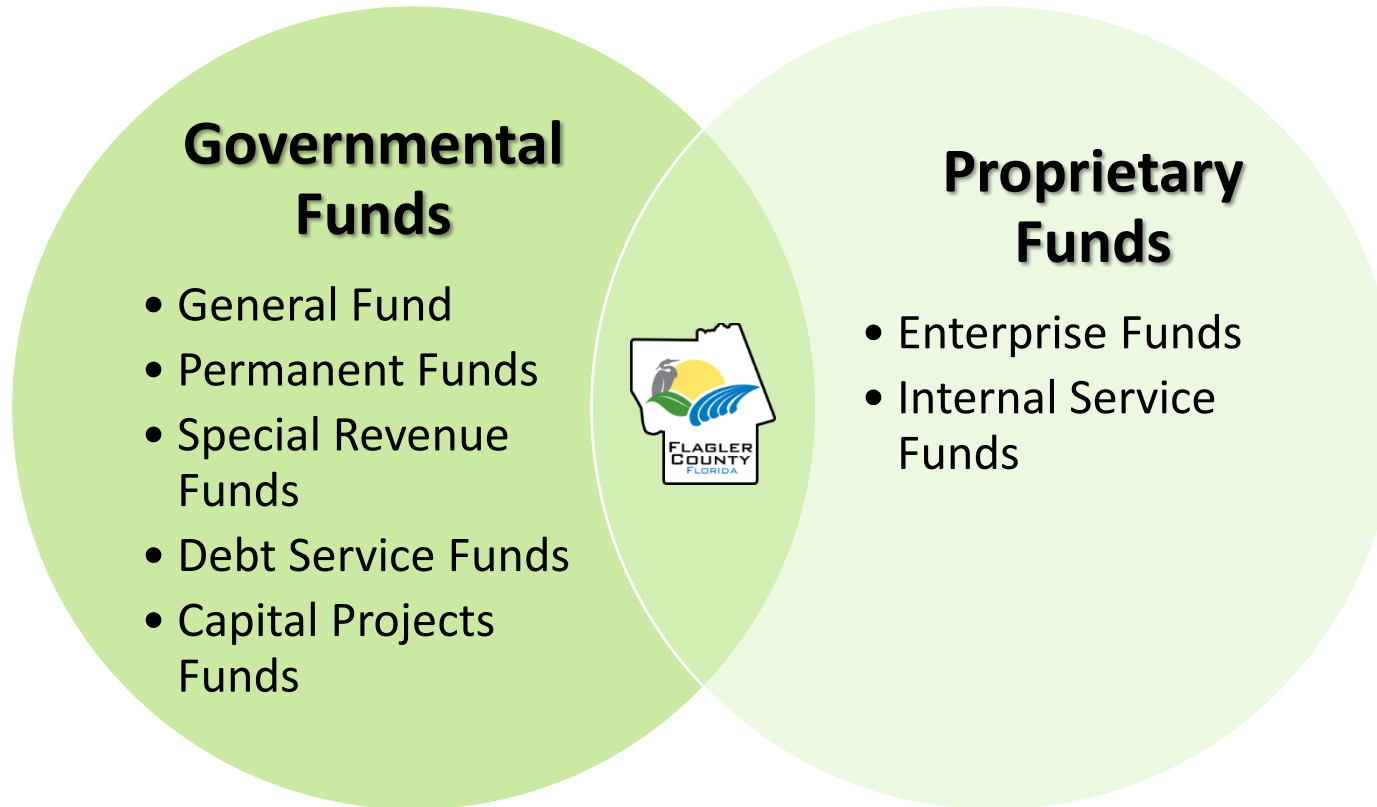 Governmental
Funds
• General Fund
• Permanent Funds
• Special Revenue
Funds
• Debt Service Funds
• Capital Projects
Funds
FLAGLER
COUNTY
FLORIDA
Proprietary
Funds
• Enterprise Funds
• Internal Service
Funds